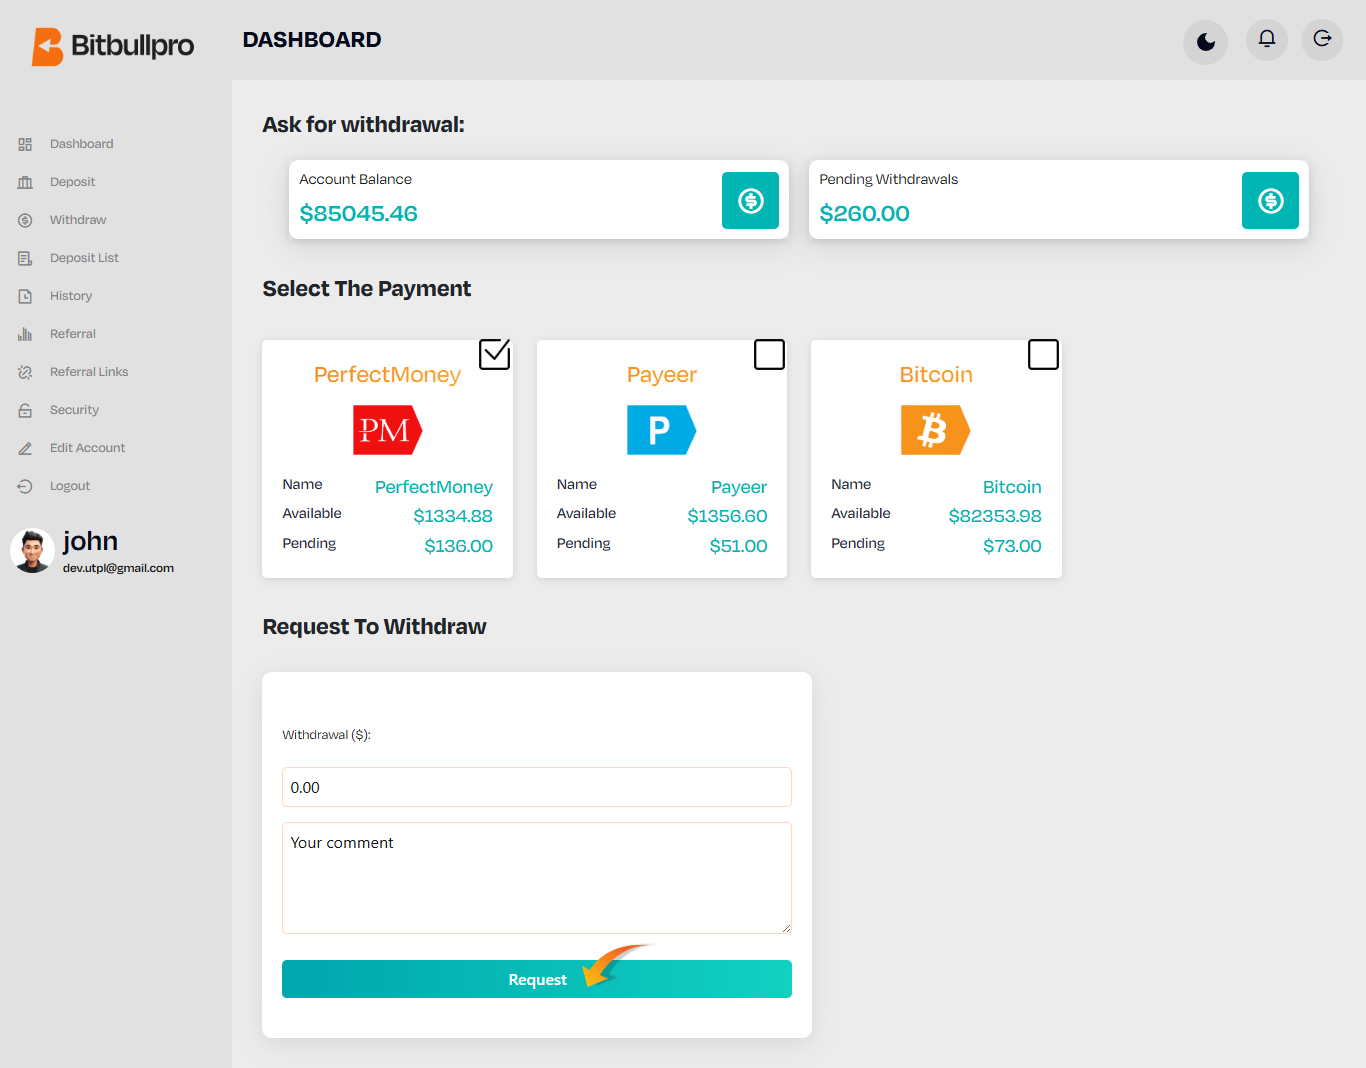 Bitbullpro
DASHBOARD
Dashboard
Deposit
Withdraw
Deposit List
History
Referral
Referral Links
Security
Edit Account
Logout
john
dev.utpl@gmail.com
Ask for withdrawal:
Account Balance
$85045.46
Pending Withdrawals
$260.00
Select The Payment
PerfectMoney
PM
Name PerfectMoney
Available $1334.88
Pending $136.00
Payeer
P
Name Payeer
Available $1356.60
Pending $51.00
Bitcoin
Name Bitcoin
Available $82353.98
Pending $73.00
Request To Withdraw
Withdrawal ($):
0.00
Your comment
Request